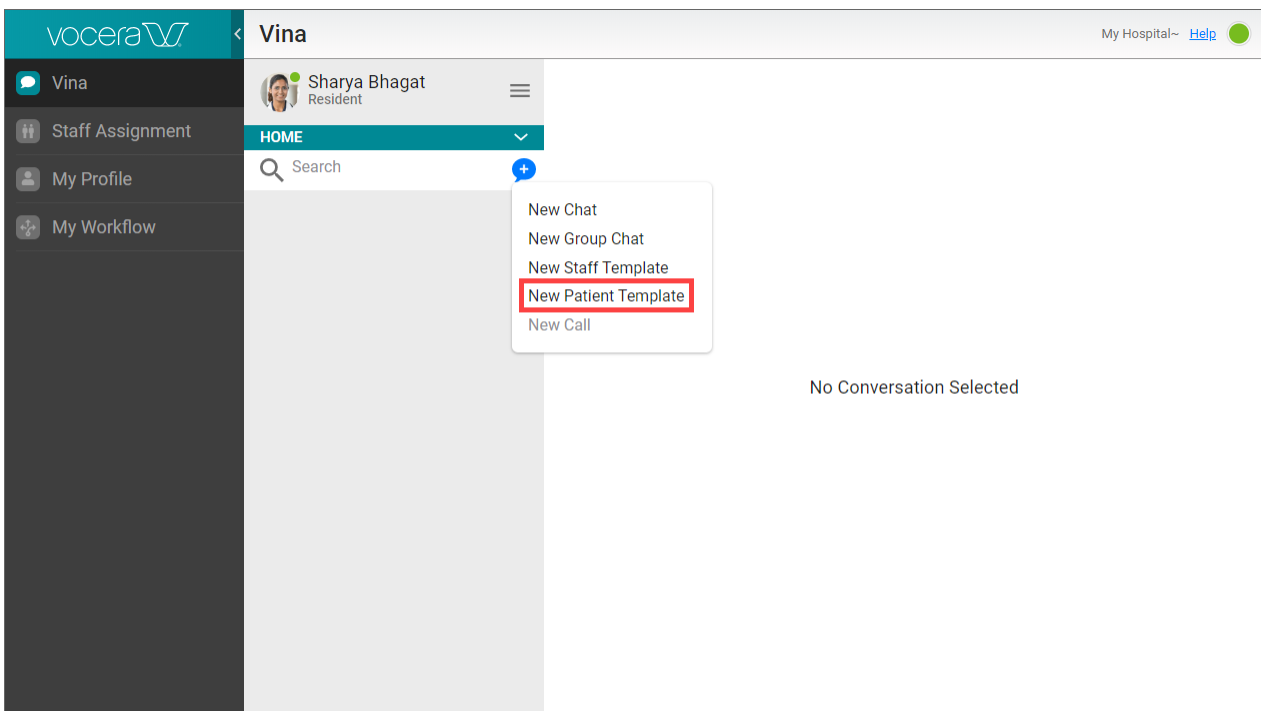 vocera
Vina
My Hospital~ Help
Vina
Staff Assignment
My Profile
My Workflow
Sharya Bhagat
Resident
HOME
Search
New Chat
New Group Chat
New Staff Template
New Patient Template
New Call
No Conversation Selected